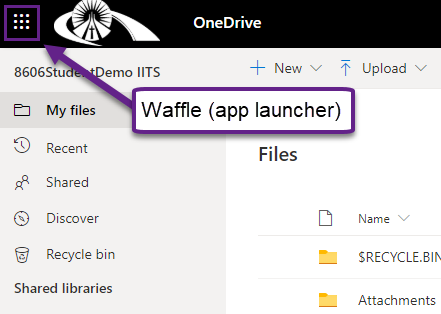 OneDrive
8606StudentDemo IITS
New
Upload
My files
Waffle (app launcher)
Recent
Files
Shared
Discover
Name
Recycle bin
$RECYCLE.BIN
Shared libraries
Attachments